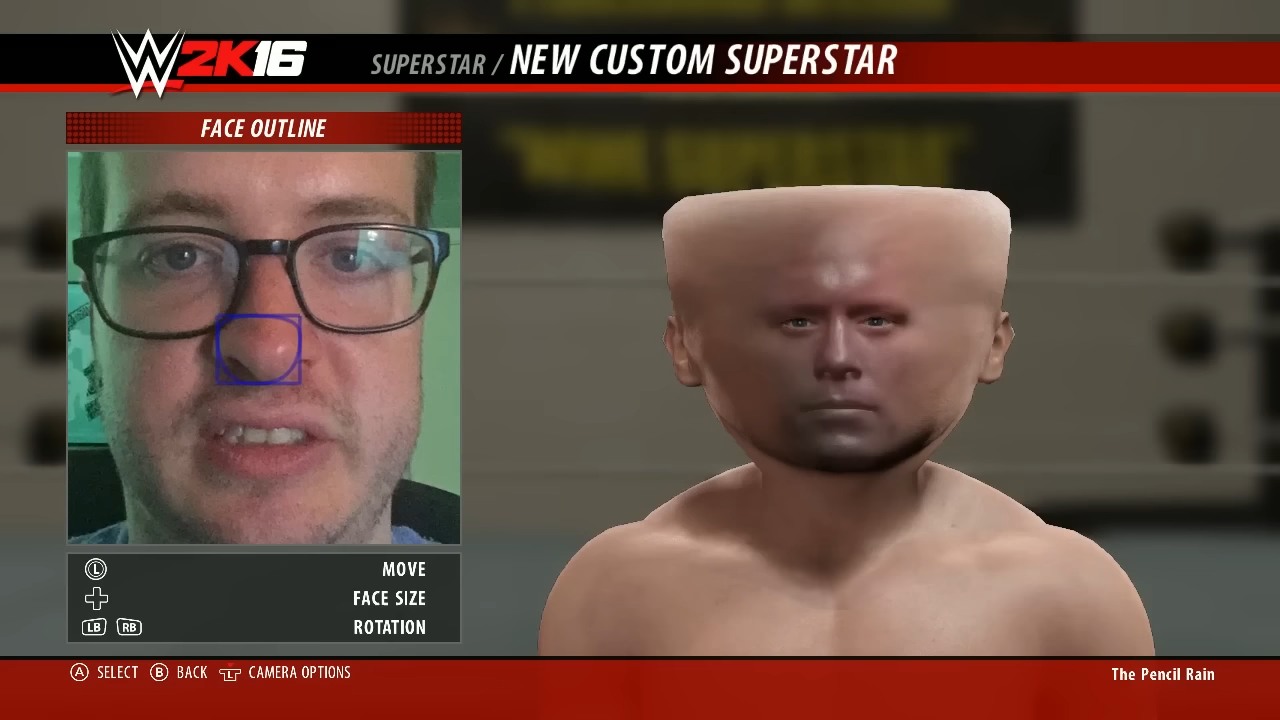 W 2K16
SUPERSTAR / NEW CUSTOM SUPERSTAR
FACE OUTLINE
L MOVE
FACE SIZE
LB RB ROTATION
A SELECT B BACK L CAMERA OPTIONS
The Pencil Rain